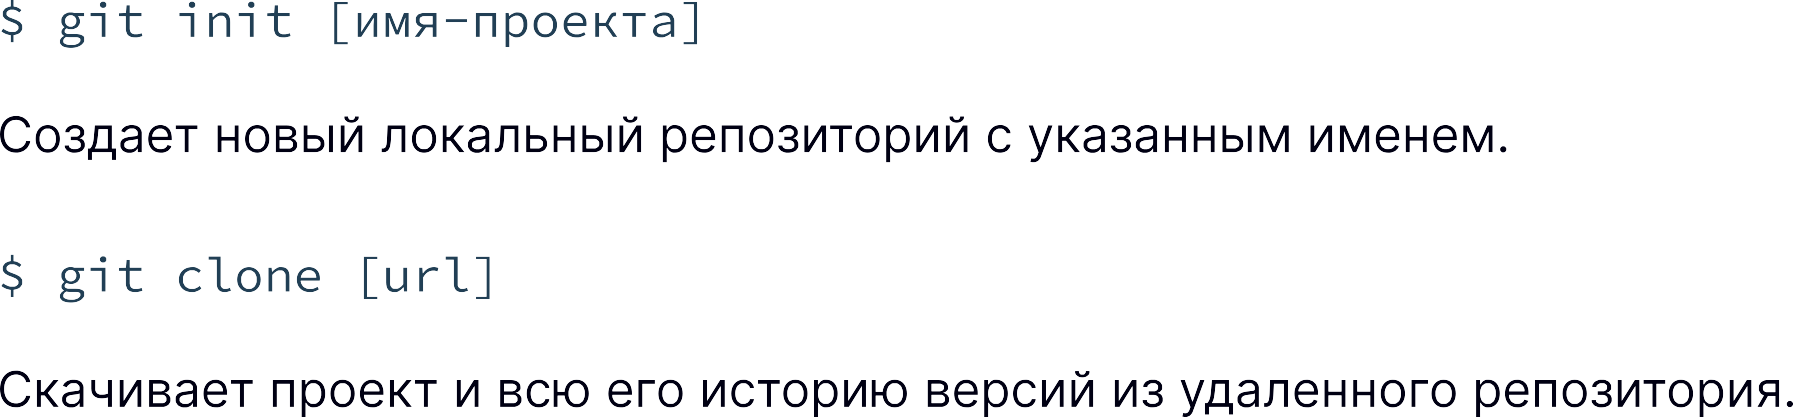 $ git init [имя-проекта]
Создает новый локальный репозиторий с указанным именем.
$ git clone [url]
Скачивает проект и всю его историю версий из удаленного репозитория.